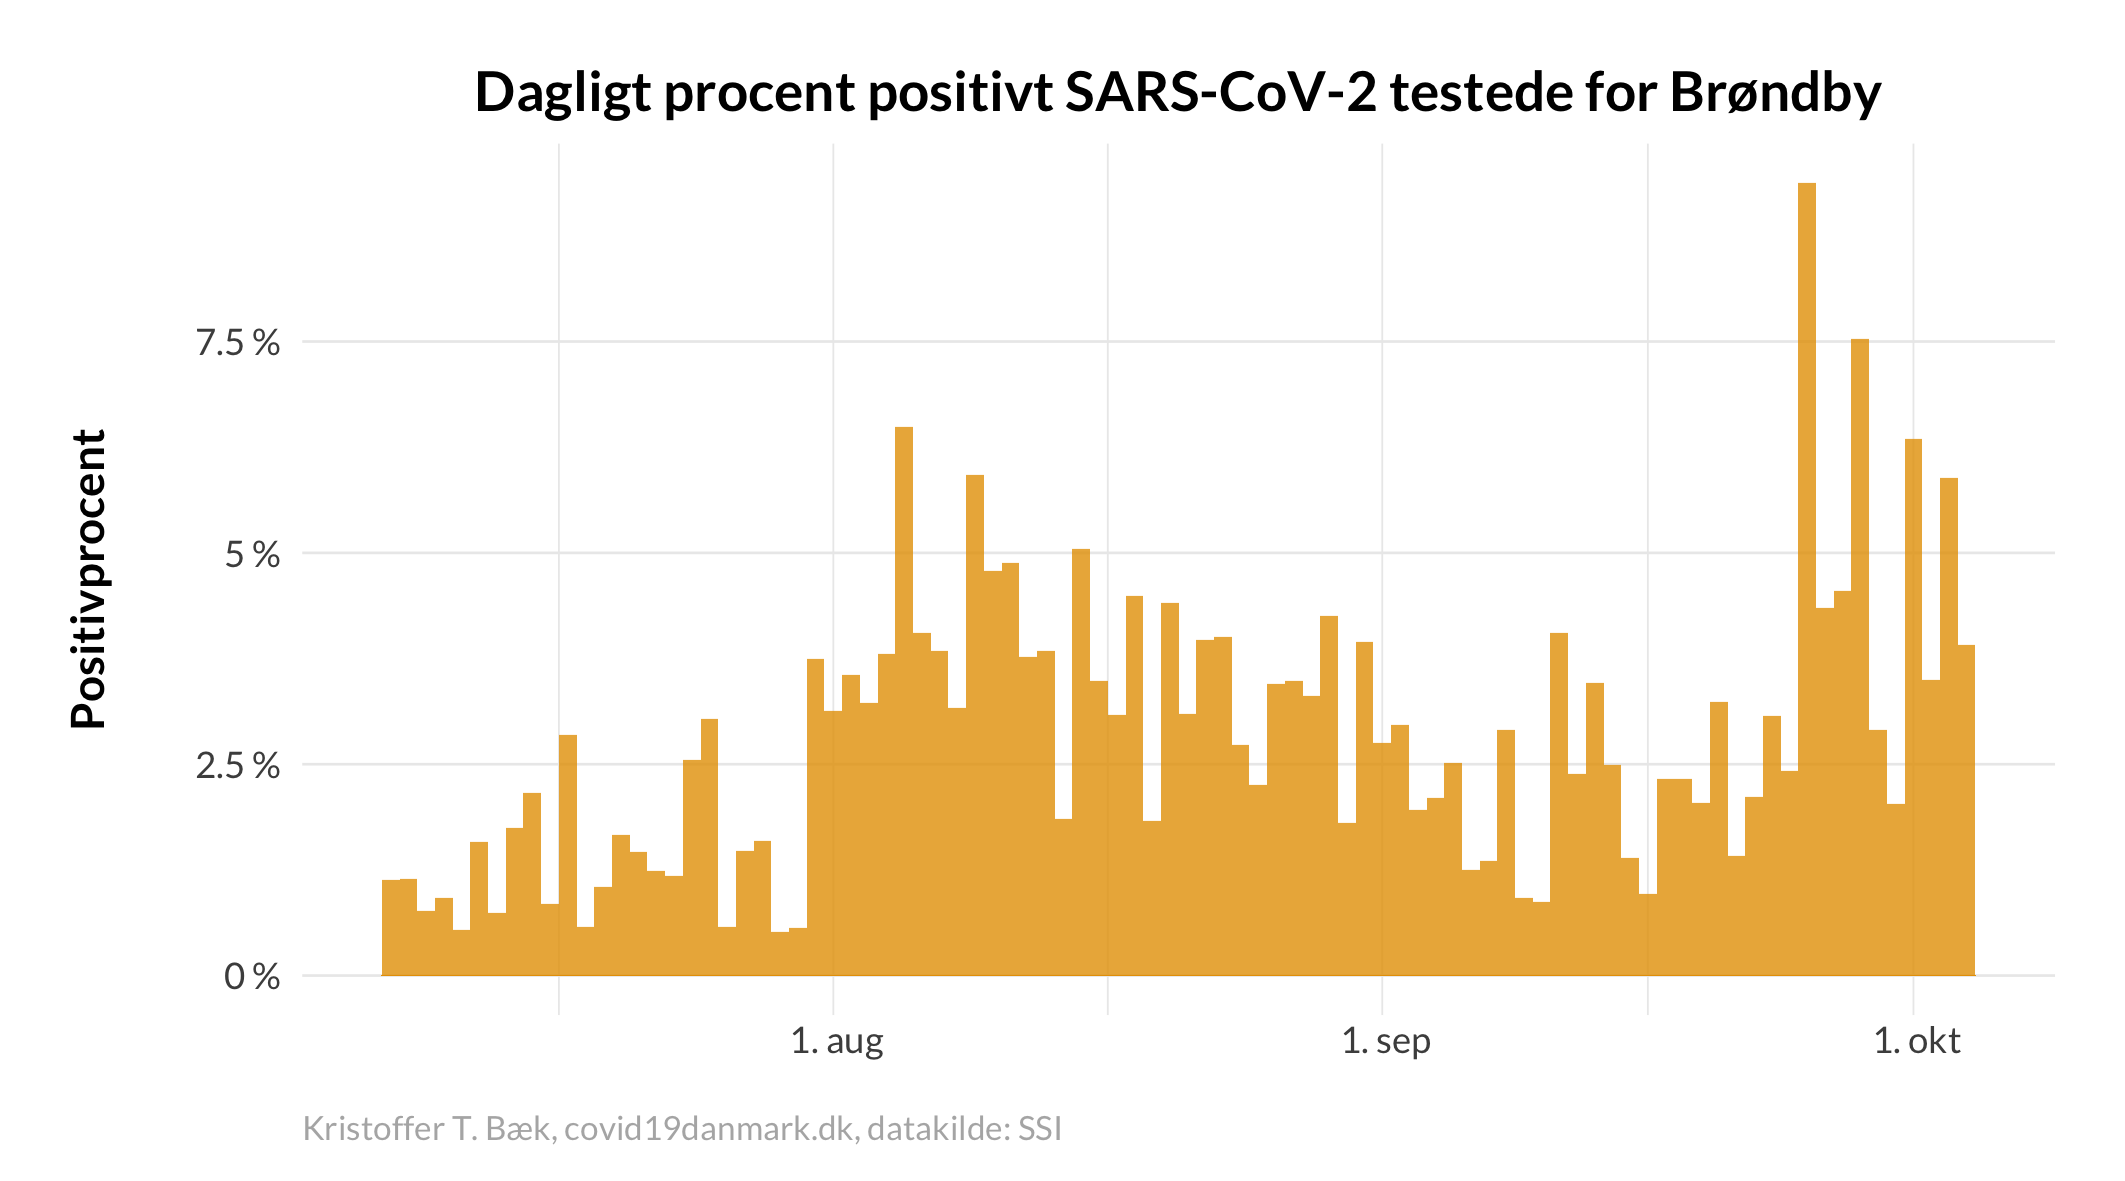 Dagligt procent positivt SARS-CoV-2 testede for Brøndby
Positivprocent
7.5 %
5 %
2.5 %
0 %
1. aug
1. sep
1. okt
Kristoffer T. Bæk, covid19danmark.dk, datakilde: SSI